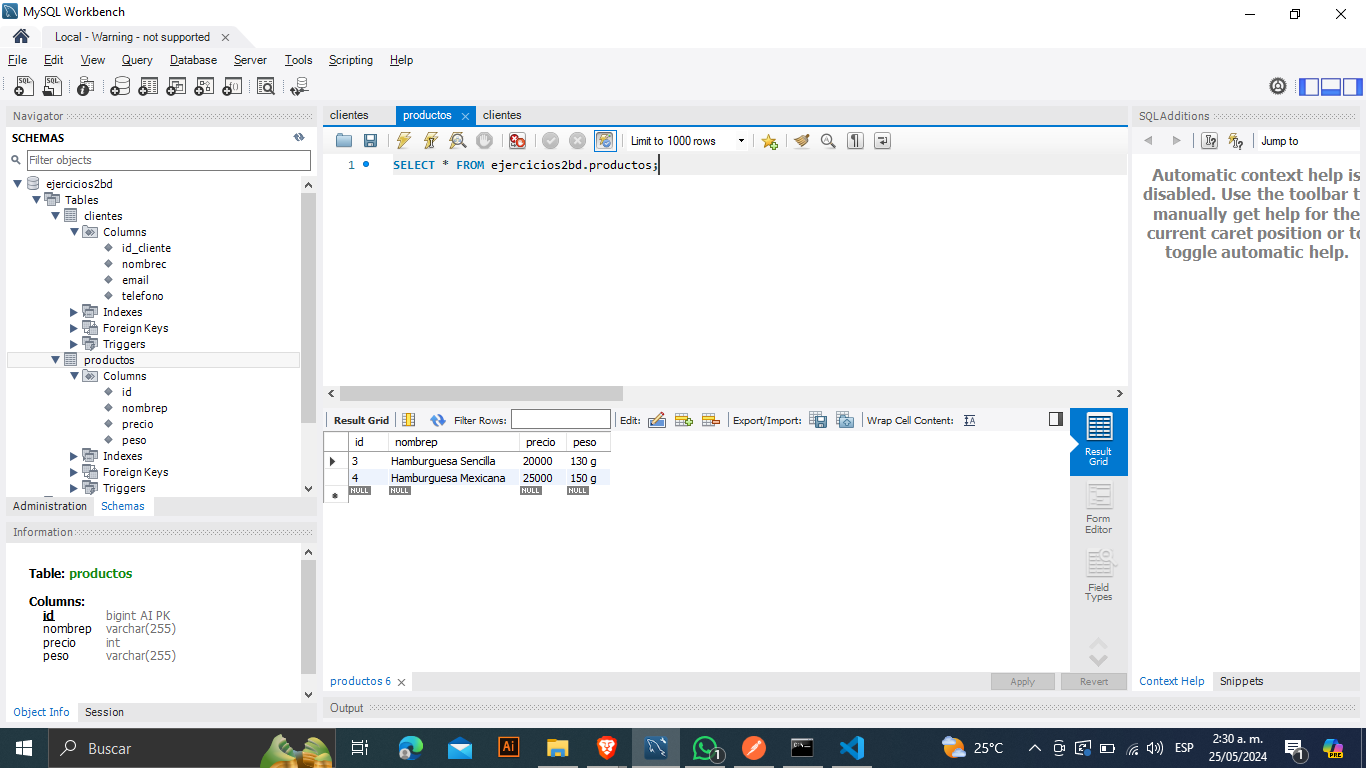 MySQL Workbench
Local - Warning - not supported
File Edit View Query Database Server Tools Scripting Help
Navigator
SCHEMAS
Filter objects
ejercicios2bd
Tables
clientes
Columns
id_cliente
nombrec
email
telefono
Indexes
Foreign Keys
Triggers
productos
Columns
id
nombrep
precio
peso
Indexes
Foreign Keys
Triggers
Administration Schemas
Information
Table: productos
Columns:
id bigint AI PK
nombrep varchar(255)
precio int
peso varchar(255)
Object Info Session
clientes productos clientes
Limit to 1000 rows
1 SELECT * FROM ejercicios2bd.productos;
Result Grid Filter Rows: Edit: Export/Import: Wrap Cell Content:
id nombrep precio peso
3 Hamburguesa Sencilla 20000 130 g
4 Hamburguesa Mexicana 25000 150 g
NULL NULL NULL NULL
Result
Grid
Form
Editor
Field
Types
productos 6
Apply Revert
Output
SQLAdditions
Jump to
Automatic context help is
disabled. Use the toolbar t
manually get help for the
current caret position or to
toggle automatic help.
Context Help Snippets
Buscar
Ai
1
25°C
ESP
2:30 a. m.
25/05/2024
1
PRE